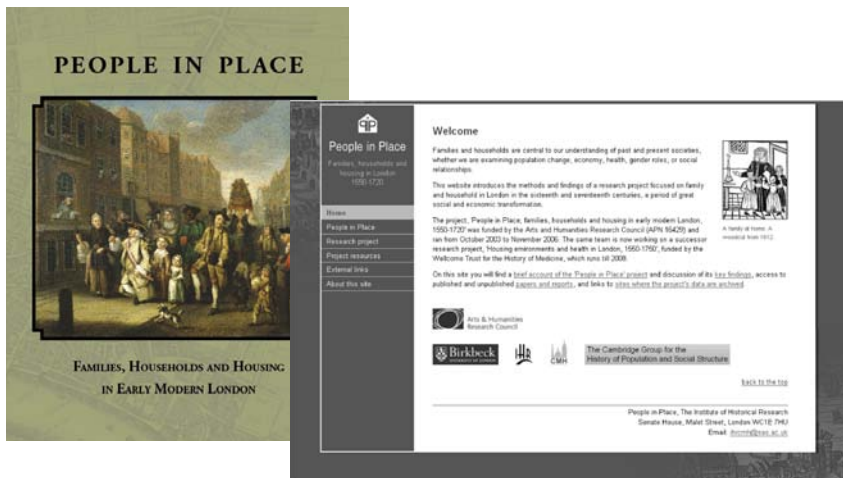 PEOPLE IN PLACE
FAMILIES, HOUSEHOLDS AND HOUSING
IN EARLY MODERN LONDON
People in Place
Families, households and
housing in London
1550-1720
Home
People in Place
Research project
Project resources
External links
About this site
Welcome
Families and households are central to our understanding of past and present societies,
whether we are examining population change, economy, health, gender roles, or social
relationships.
This website introduces the methods and findings of a research project focused on family
and household in London in the sixteenth and seventeenth centuries, a period of great
social and economic transformation.
The project, 'People in Place; families, households and housing in early modern London,
1550-1720' was funded by the Arts and Humanities Research Council (APN 16429) and
ran from October 2003 to November 2006. The same team is now working on a successor
research project, 'Housing environments and health in London, 1550-1750', funded by the
Wellcome Trust for the History of Medicine, which runs till 2008.
On this site you will find a brief account of the 'People in Place' project and discussion of its key findings, access to
published and unpublished papers and reports, and links to sites where the project's data are archived.
A family at home. A
woodcut from 1612.
Arts & Humanities
Research Council
Birkbeck
UNIVERSITY OF LONDON
IHR
CMH
The Cambridge Group for the
History of Population and Social Structure
back to the top
People in Place, The Institute of Historical Research
Senate House, Malet Street, London WC1E 7HU
Email: